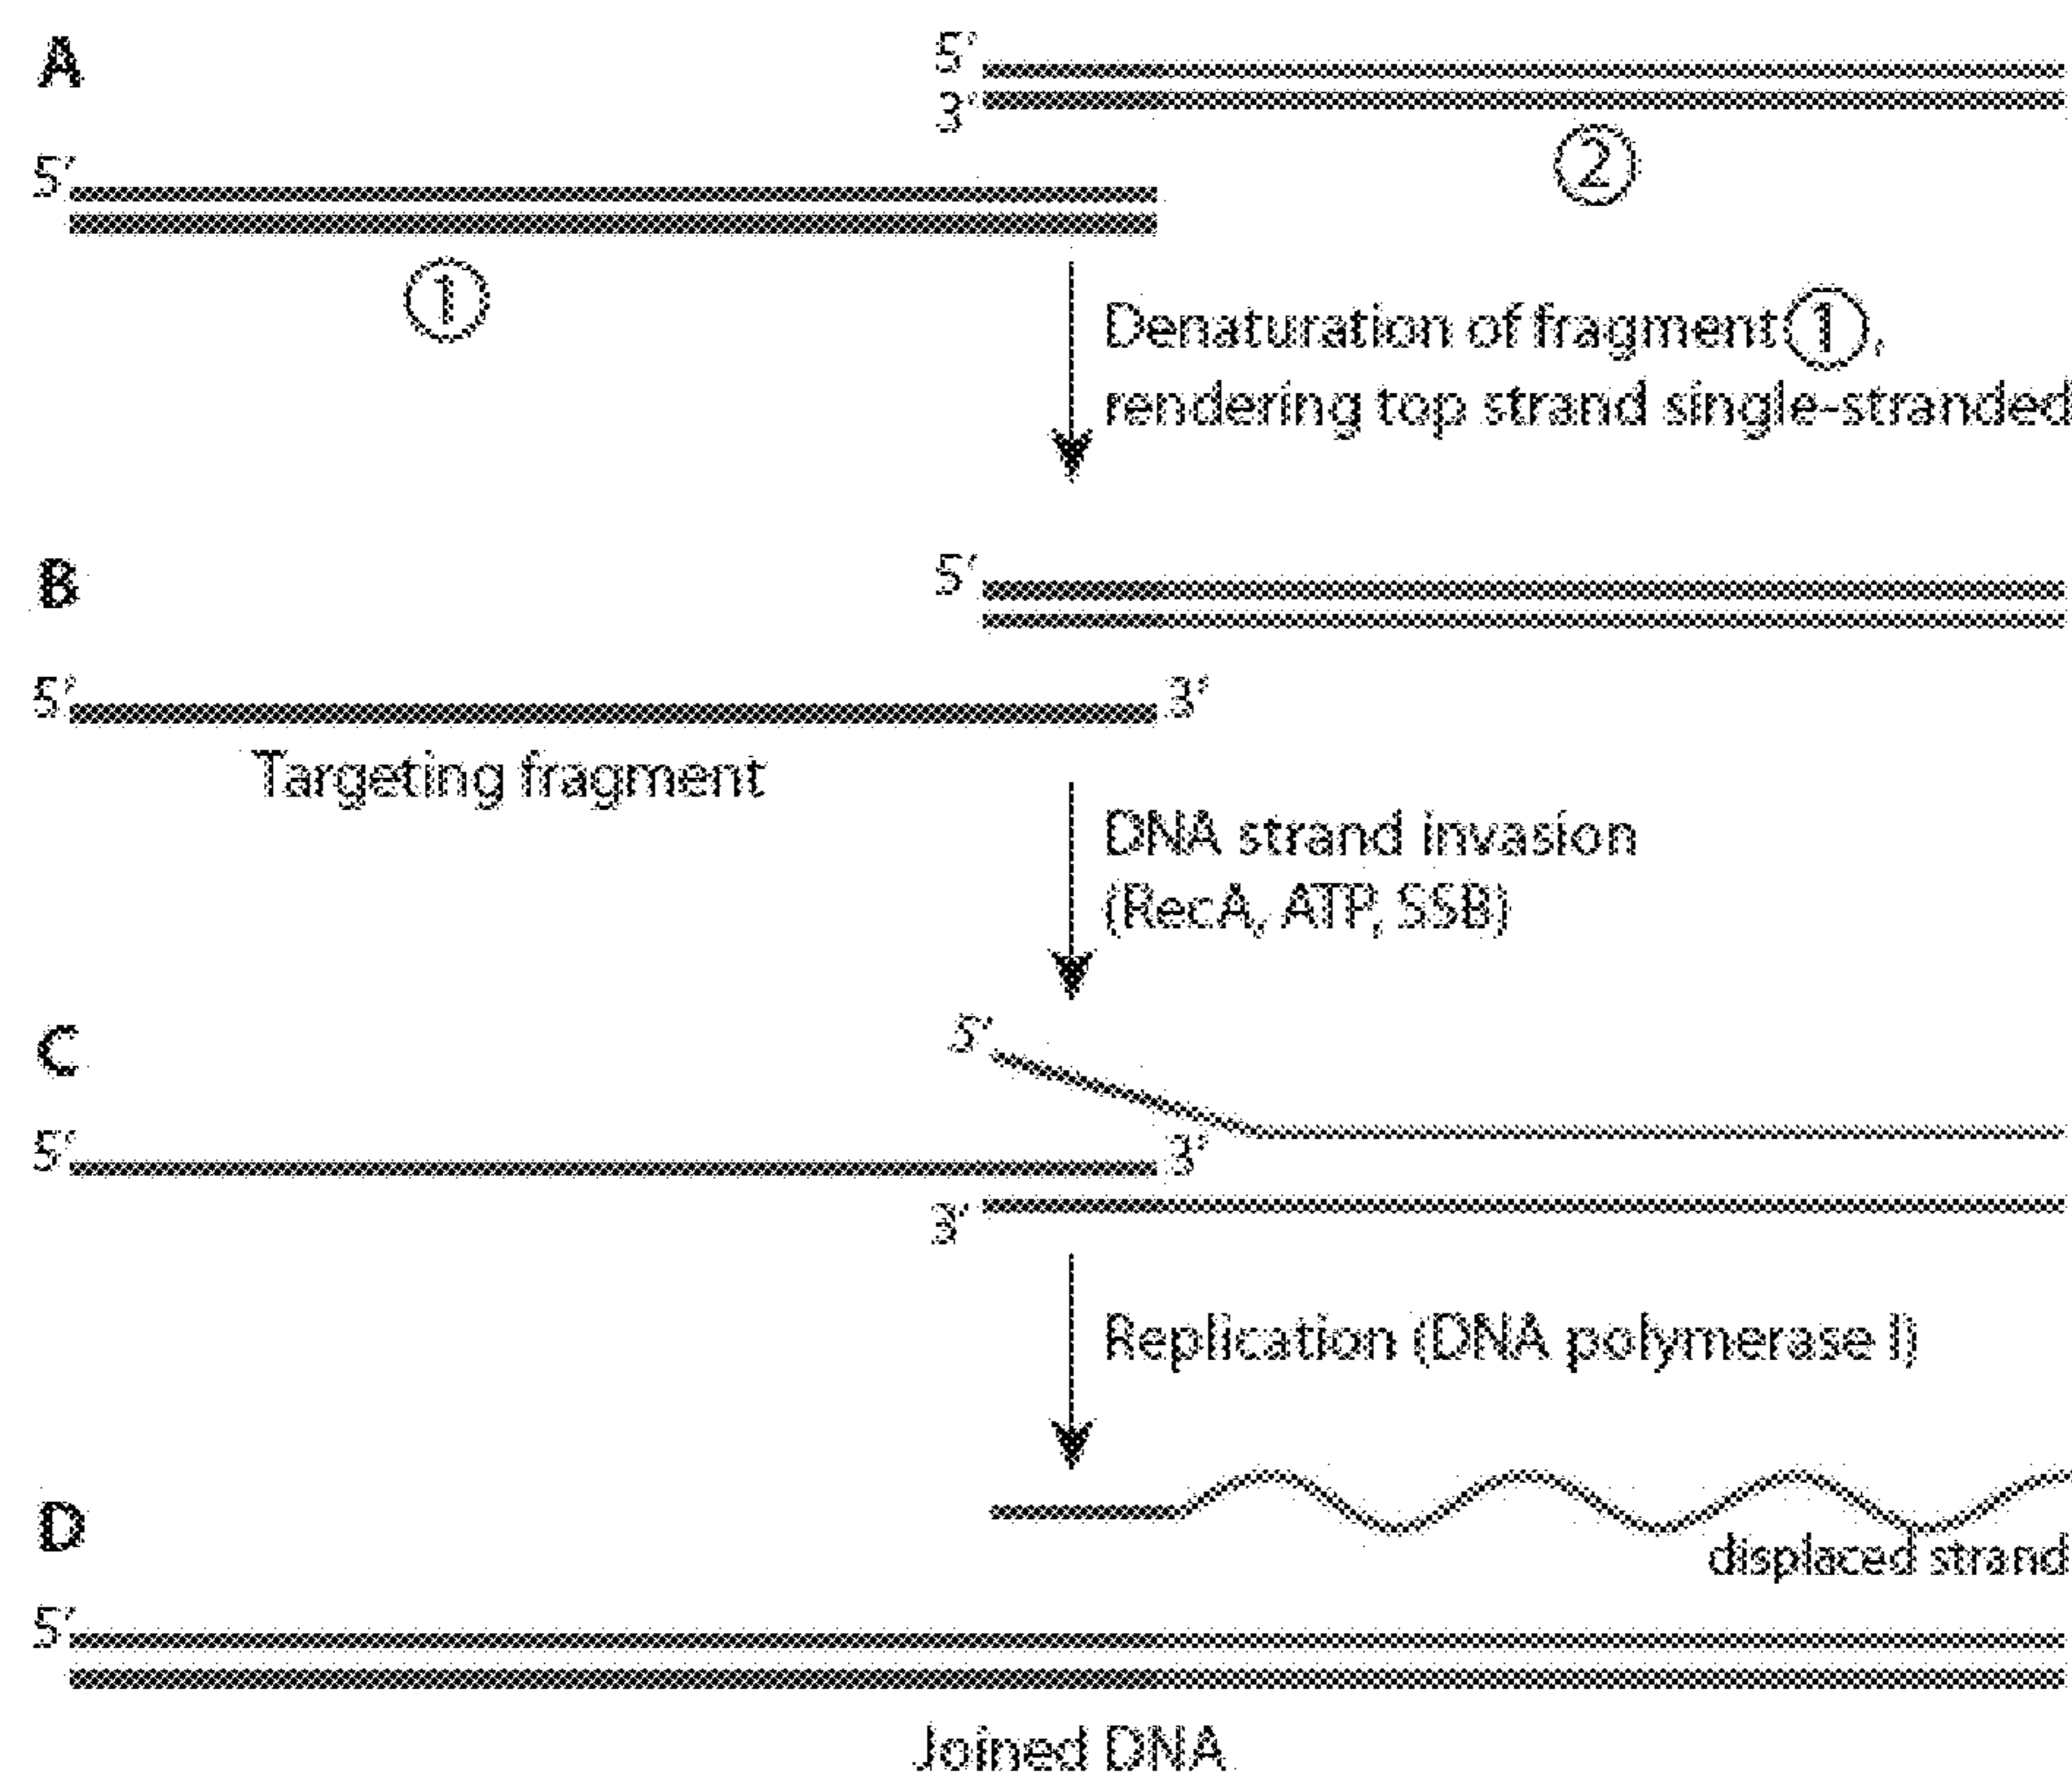 A
5'
3'
②
5'
①
Denaturation of fragment ①,
rendering top strand single-stranded
B
5'
5'
3'
Targeting fragment
DNA strand invasion
(RecA, ATP, SSB)
C
5'
5'
3'
3'
Replication (DNA polymerase I)
D
displaced strand
5'
Joined DNA